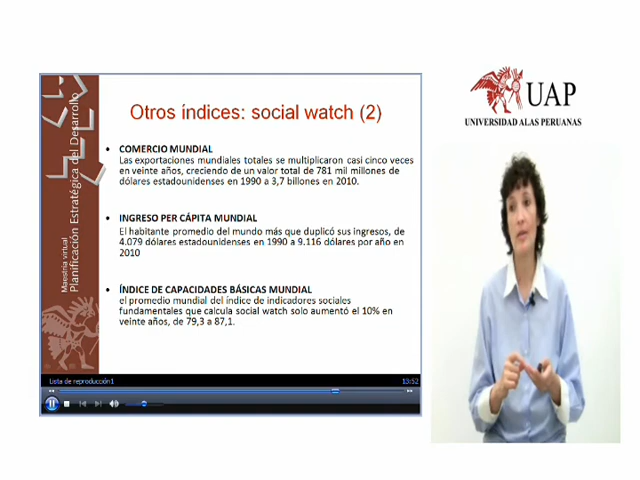 Otros índices: social watch (2)
COMERCIO MUNDIAL
Las exportaciones mundiales totales se multiplicaron casi cinco veces
en veinte años, creciendo de un valor total de 781 mil millones de
dólares estadounidenses en 1990 a 3,7 billones en 2010.
INGRESO PER CÁPITA MUNDIAL
El habitante promedio del mundo más que duplicó sus ingresos, de
4.079 dólares estadounidenses en 1990 a 9.116 dólares por año en
2010
ÍNDICE DE CAPACIDADES BÁSICAS MUNDIAL
el promedio mundial del índice de indicadores sociales
fundamentales que calcula social watch solo aumentó el 10% en
veinte años, de 79,3 a 87,1.
Maestría virtual
Planificación Estratégica del Desarrollo
Lista de reproducción1
13:52
UAP
UNIVERSIDAD ALAS PERUANAS